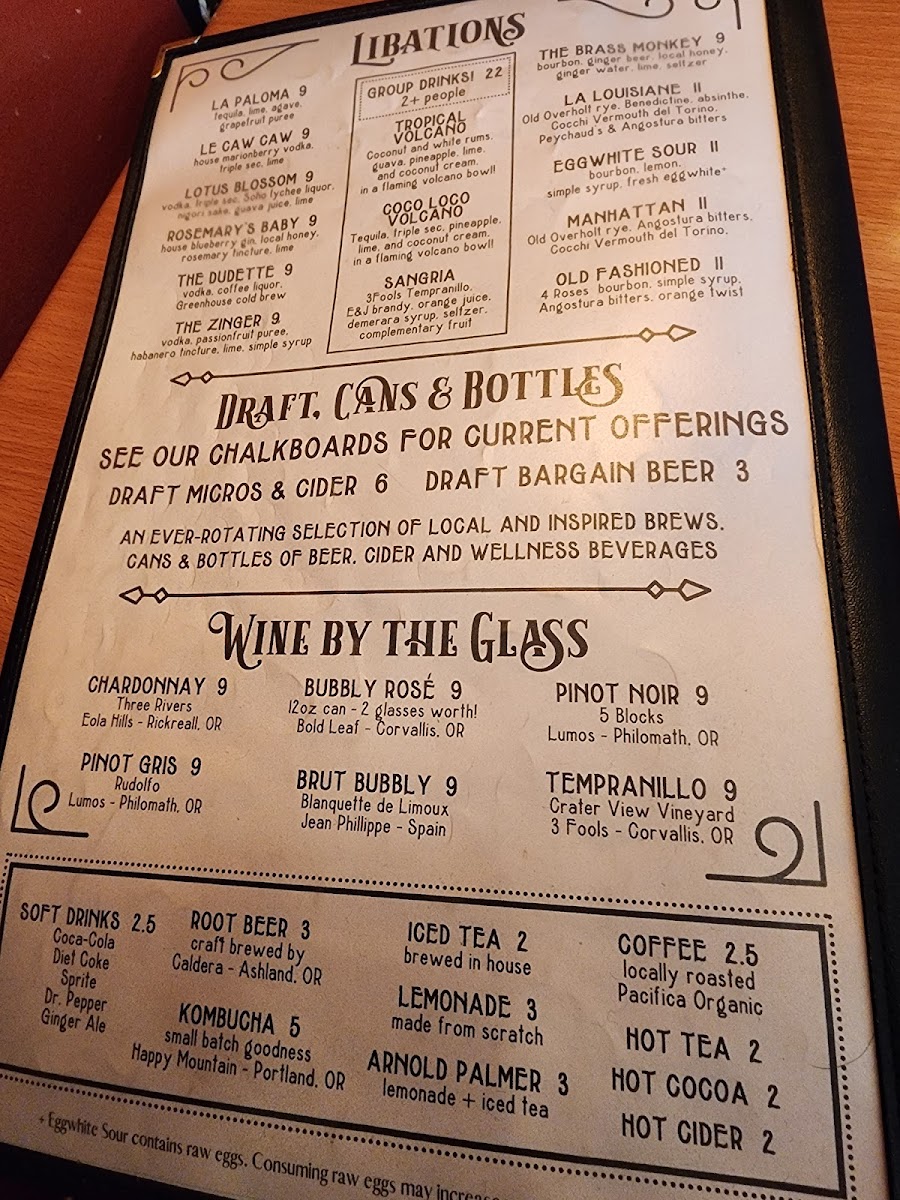 LIBATIONS
LA PALOMA 9
tequila, lime, agave,
grapefruit puree
LE CAW CAW 9
house marionberry vodka,
triple sec, lime
LOTUS BLOSSOM 9
vodka, triple sec, Soho lychee liquor,
nigori sake, guava juice, lime
ROSEMARY'S BABY 9
house blueberry gin, local honey,
rosemary tincture, lime
THE DUDETTE 9
vodka, coffee liquor,
Greenhouse cold brew
THE ZINGER 9
vodka, passionfruit puree,
habanero tincture, lime, simple syrup
GROUP DRINKS! 22
2+ people
TROPICAL
VOLCANO
Coconut and white rums,
guava, pineapple, lime,
and coconut cream,
in a flaming volcano bowl!
COCO LOCO
VOLCANO
Tequila, triple sec, pineapple,
lime, and coconut cream,
in a flaming volcano bowl!
SANGRIA
3Fools Tempranillo,
E&J brandy, orange juice,
demerara syrup, seltzer,
complementary fruit
THE BRASS MONKEY 9
bourbon, ginger beer, local honey,
ginger water, lime, seltzer
LA LOUISIANE 11
Old Overholt rye, Benedictine, absinthe,
Cocchi Vermouth del Torino,
Peychaud's & Angostura bitters
EGGWHITE SOUR 11
bourbon, lemon,
simple syrup, fresh eggwhite+
MANHATTAN 11
Old Overholt rye, Angostura bitters,
Cocchi Vermouth del Torino,
OLD FASHIONED 11
4 Roses bourbon, simple syrup,
Angostura bitters, orange twist
DRAFT, CANS & BOTTLES
SEE OUR CHALKBOARDS FOR CURRENT OFFERINGS
DRAFT MICROS & CIDER 6 DRAFT BARGAIN BEER 3
AN EVER-ROTATING SELECTION OF LOCAL AND INSPIRED BREWS,
CANS & BOTTLES OF BEER, CIDER AND WELLNESS BEVERAGES
WINE BY THE GLASS
CHARDONNAY 9
Three Rivers
Eola Hills - Rickreall, OR
PINOT GRIS 9
Rudolfo
Lumos - Philomath, OR
BUBBLY ROSÉ 9
12oz can - 2 glasses worth!
Bold Leaf - Corvallis, OR
BRUT BUBBLY 9
Blanquette de Limoux
Jean Phillippe - Spain
PINOT NOIR 9
5 Blocks
Lumos - Philomath, OR
TEMPRANILLO 9
Crater View Vineyard
3 Fools - Corvallis, OR
SOFT DRINKS 2.5
Coca-Cola
Diet Coke
Sprite
Dr. Pepper
Ginger Ale
ROOT BEER 3
craft brewed by
Caldera - Ashland, OR
KOMBUCHA 5
small batch goodness
Happy Mountain - Portland, OR
ICED TEA 2
brewed in house
LEMONADE 3
made from scratch
ARNOLD PALMER 3
lemonade + iced tea
COFFEE 2.5
locally roasted
Pacifica Organic
HOT TEA 2
HOT COCOA 2
HOT CIDER 2
+ Eggwhite Sour contains raw eggs. Consuming raw eggs may